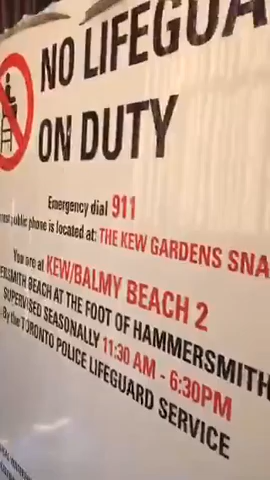 NO LIFEGUA
ON DUTY
Emergency dial 911
public phone is located at: THE KEW GARDENS SNA
You are at KEW/BALMY BEACH 2
BEACH AT THE FOOT OF HAMMERSMITH
SUPERVISED SEASONALLY 11:30 AM - 6:30PM
By the TORONTO POLICE LIFEGUARD SERVICE